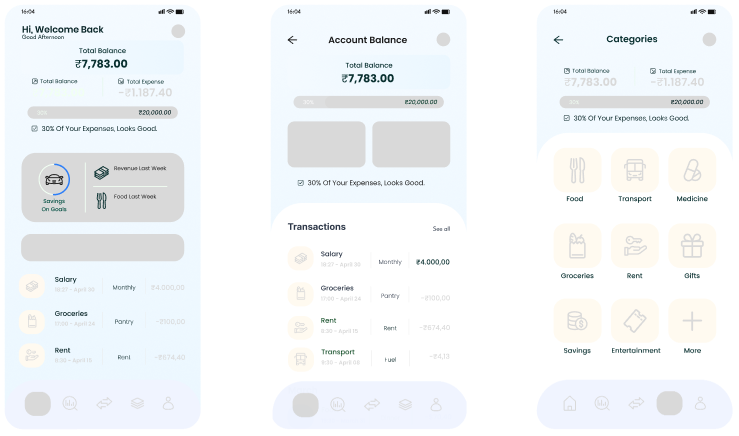 16:04
Hi, Welcome Back
Good Afternoon
Total Balance
₹7,783.00
Total Balance
Total Expense
-₹1.187.40
30%
₹20,000.00
30% Of Your Expenses, Looks Good.
Savings
On Goals
Revenue Last Week
Food Last Week
Salary
18:27 - April 30
Monthly
₹4.000,00
Groceries
17:00 - April 24
Pantry
-₹100,00
Rent
8:30 - April 15
Rent
-₹674,40
16:04
Account Balance
Total Balance
₹7,783.00
30%
₹20,000.00
30% Of Your Expenses, Looks Good.
Transactions
See all
Salary
18:27 - April 30
Monthly
₹4.000,00
Groceries
17:00 - April 24
Pantry
-₹100,00
Rent
8:30 - April 15
Rent
-₹674,40
Transport
Fuel
-₹4,13
16:04
Categories
Total Balance
Total Expense
₹7,783.00
-₹1.187.40
30%
₹20,000.00
30% Of Your Expenses, Looks Good.
Food
Transport
Medicine
Groceries
Rent
Gifts
Savings
Entertainment
More